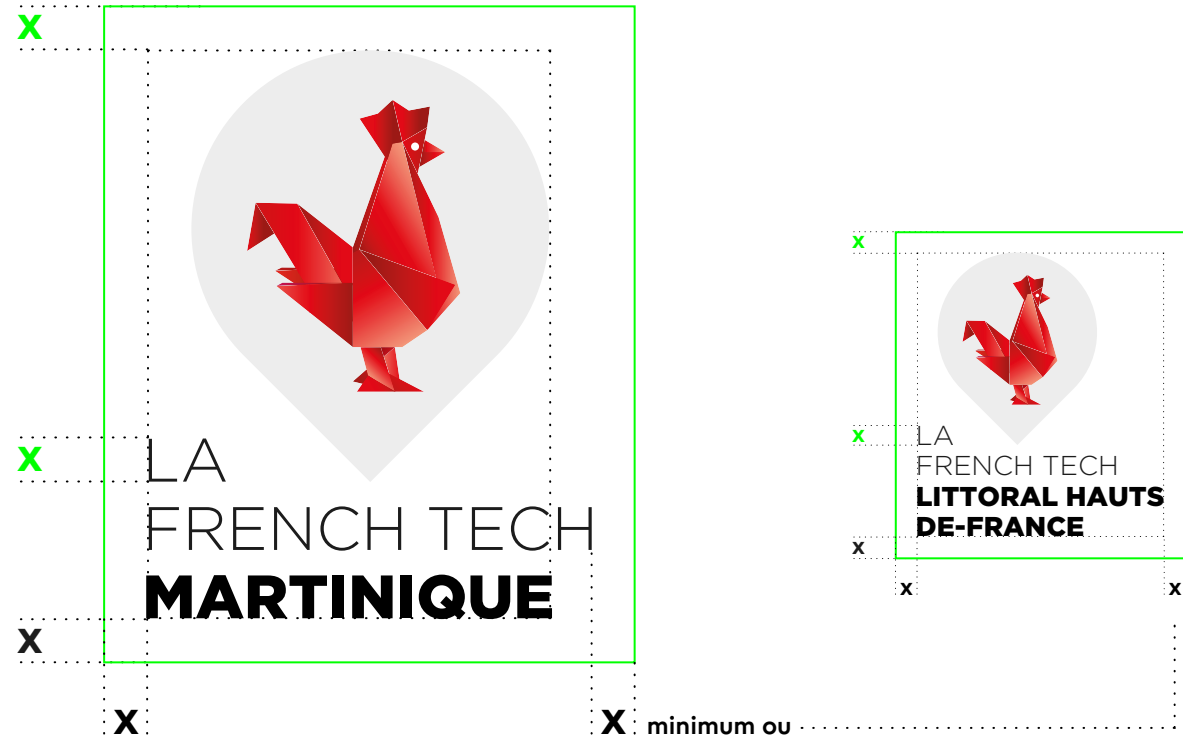 X
X
LA
FRENCH TECH
MARTINIQUE
X
X
X minimum ou
X
X
LA
FRENCH TECH
LITTORAL HAUTS
DE-FRANCE
X
X
X